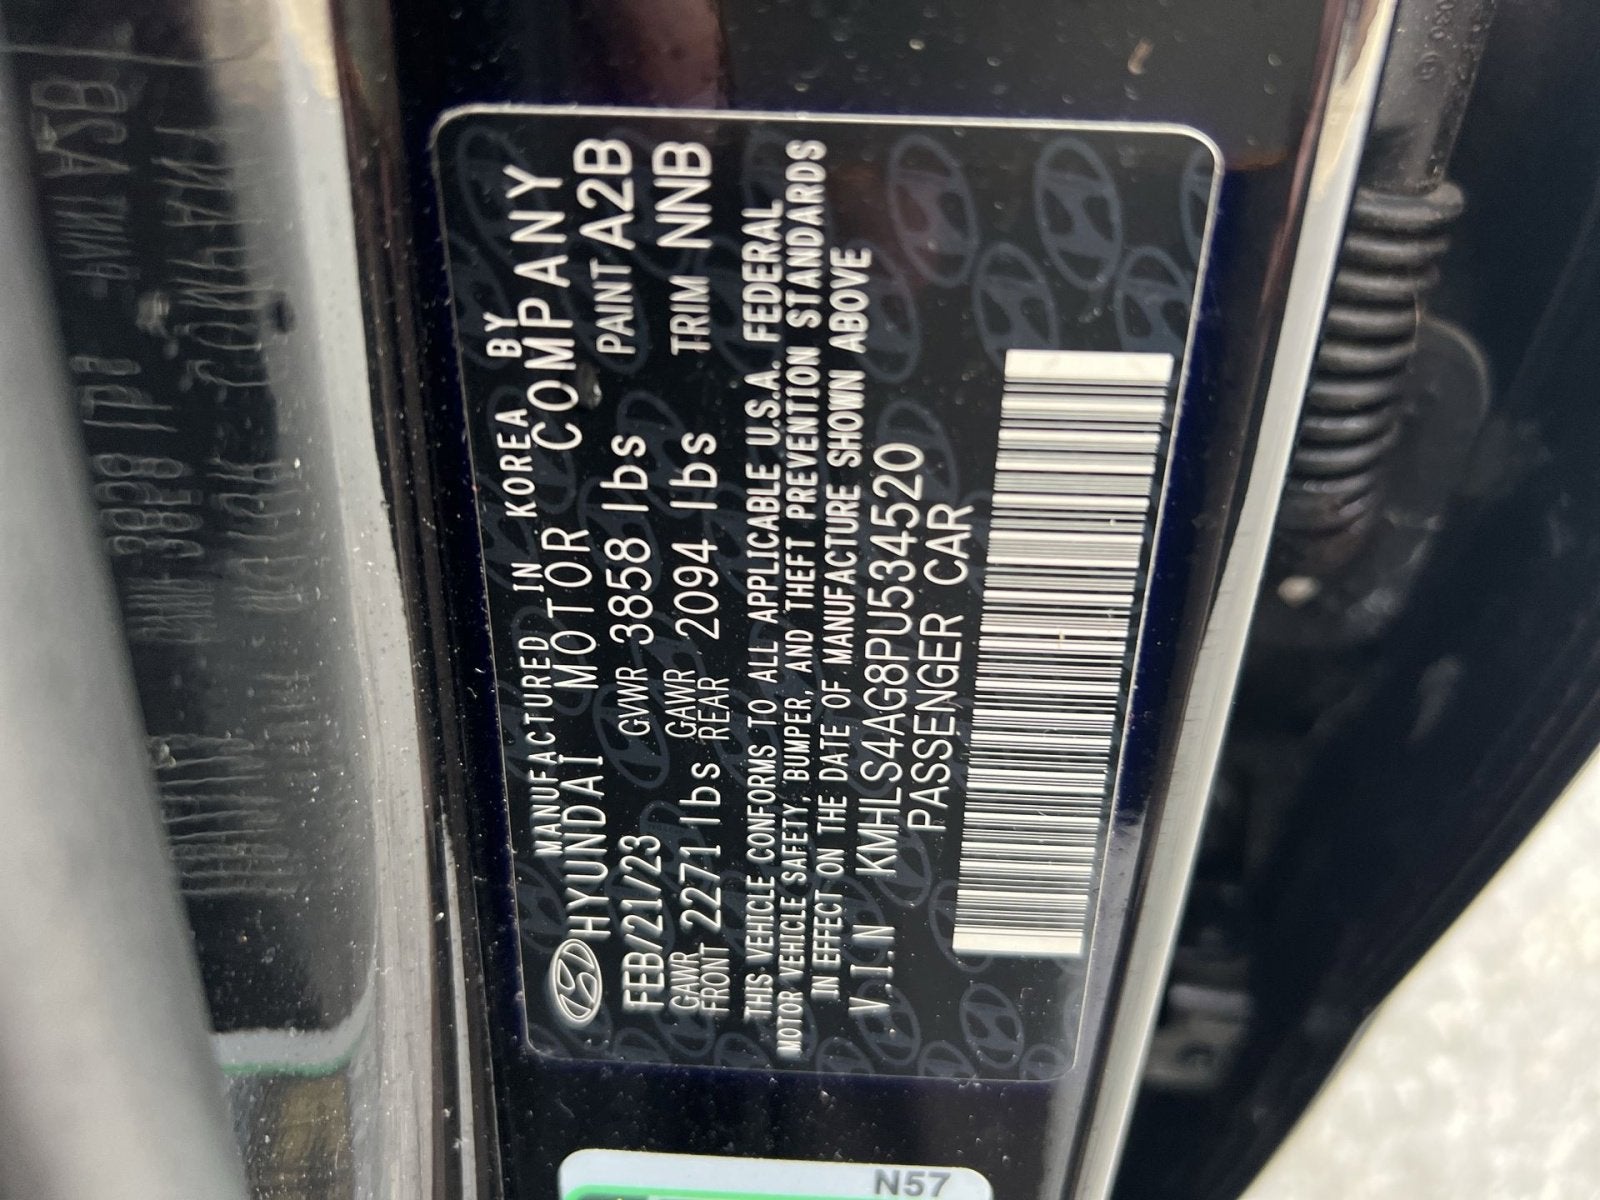 MANUFACTURED IN KOREA BY
HYUNDAI MOTOR COMPANY
FEB/21/23 GVWR 3858 lbs PAINT A2B
GAWR FRONT 2271 lbs GAWR REAR 2094 lbs TRIM NNB
THIS VEHICLE CONFORMS TO ALL APPLICABLE U.S.A. FEDERAL
MOTOR VEHICLE SAFETY, BUMPER, AND THEFT PREVENTION STANDARDS
IN EFFECT ON THE DATE OF MANUFACTURE SHOWN ABOVE
V.I.N KMHLS4AG8PU534520
PASSENGER CAR
N57